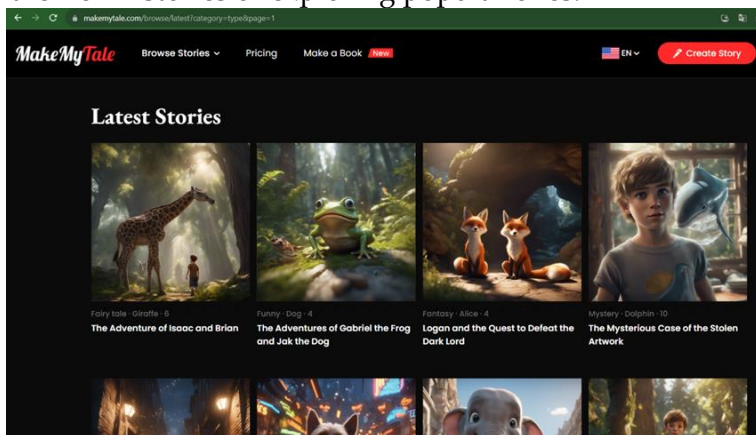 makemytale.com/browse/latest?category=type&page=1
MakeMyTale Browse Stories Pricing Make a Book New EN Create Story
Latest Stories
Fairy tale · Giraffe · 6
The Adventure of Isaac and Brian
Funny · Dog · 4
The Adventures of Gabriel the Frog
and Jak the Dog
Fantasy · Alice · 4
Logan and the Quest to Defeat the
Dark Lord
Mystery · Dolphin · 10
The Mysterious Case of the Stolen
Artwork